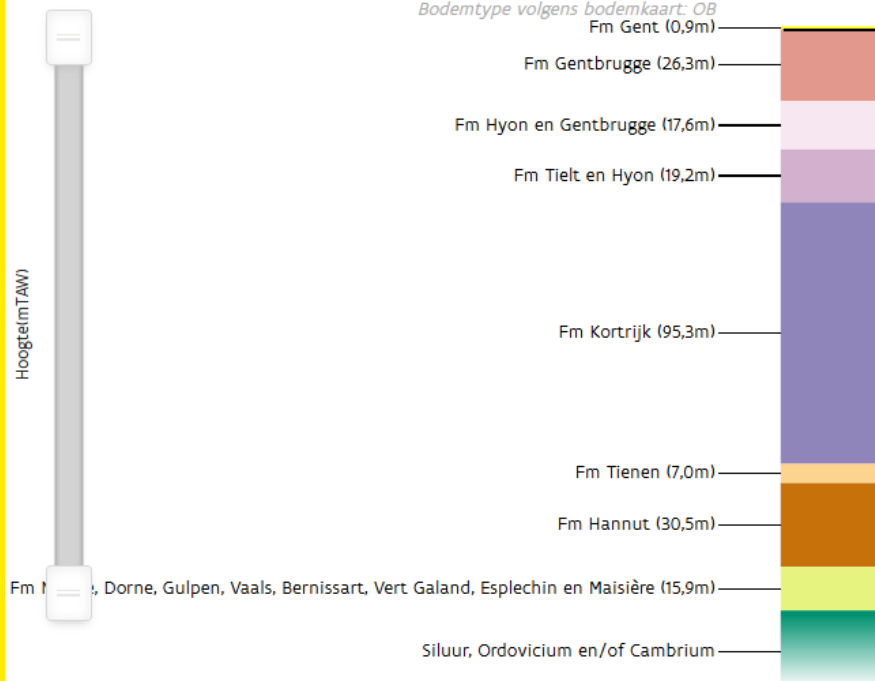 Bodemtype volgens bodemkaart: OB
Fm Gent (0,9m)
Fm Gentbrugge (26,3m)
Fm Hyon en Gentbrugge (17,6m)
Fm Tielt en Hyon (19,2m)
Hoogte(mTAW)
Fm Kortrijk (95,3m)
Fm Tienen (7,0m)
Fm Hannut (30,5m)
Fm Dorne, Gulpen, Vaals, Bernissart, Vert Galand, Esplechin en Maisière (15,9m)
Siluur, Ordovicium en/of Cambrium